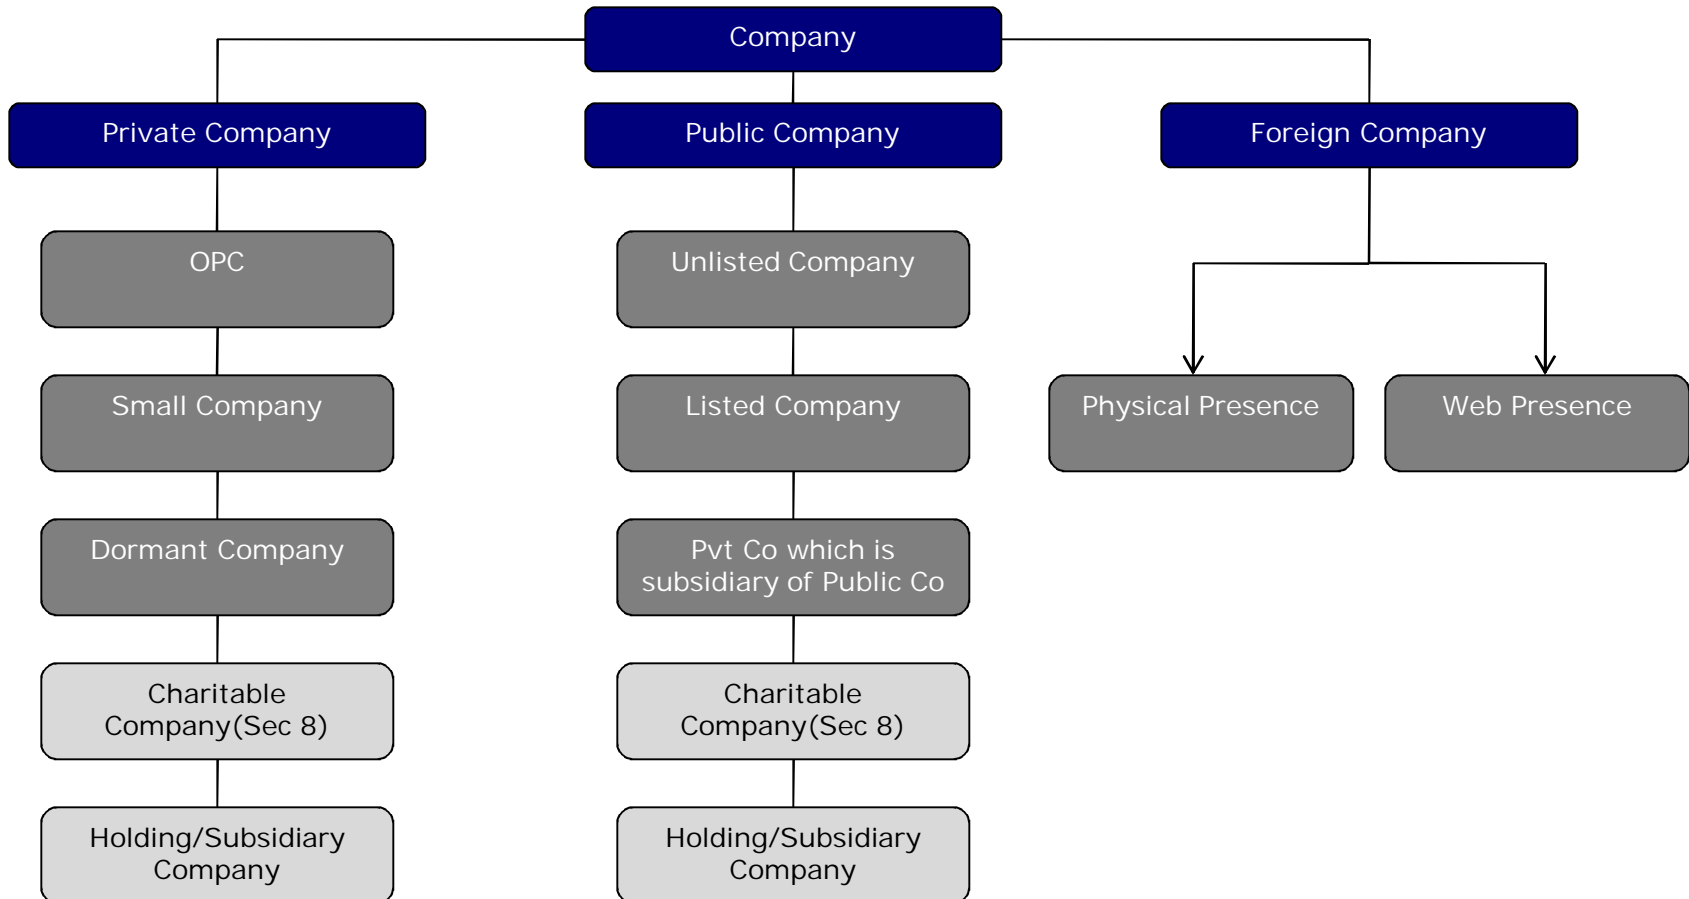 Company
Private Company
Public Company
Foreign Company
OPC
Unlisted Company
Small Company
Listed Company
Physical Presence
Web Presence
Dormant Company
Pvt Co which is
subsidiary of Public Co
Charitable
Company(Sec 8)
Charitable
Company(Sec 8)
Holding/Subsidiary
Company
Holding/Subsidiary
Company